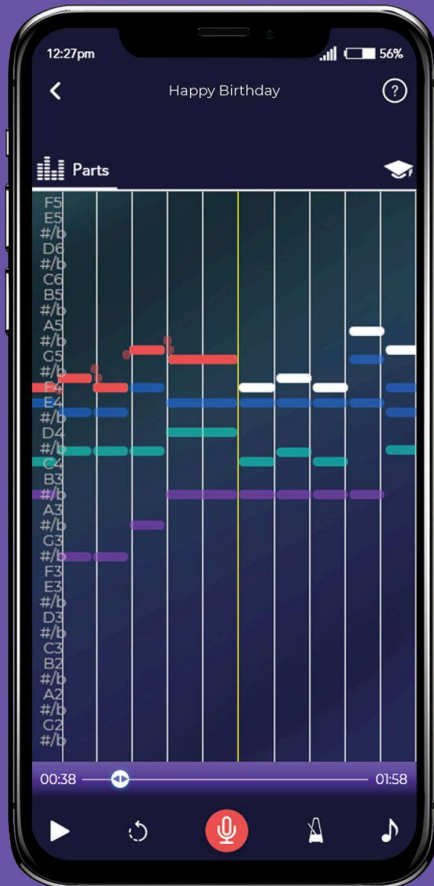 12:27pm 56%
Happy Birthday ?
Parts
F5
E5
#/b
D6
#/b
C6
B5
#/b
A5
#/b
G5
#/b
F4
E4
#/b
D4
#/b
C4
B3
#/b
A3
#/b
G3
#/b
F3
E3
#/b
D3
#/b
C3
B2
#/b
A2
#/b
G2
#/b
00:38 01:58